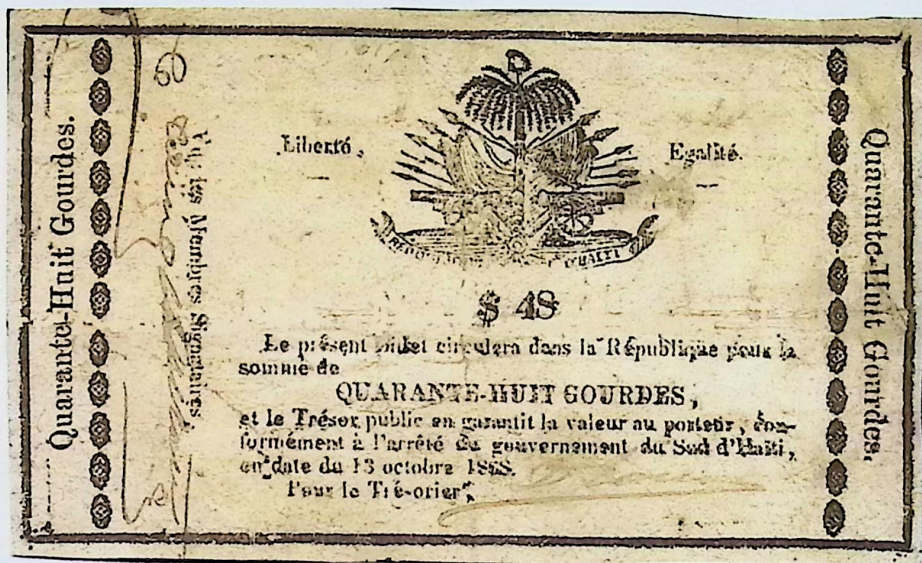 Quarante-Huit Gourdes.
Pour les Membres Signataires
Liberté,
Egalité.
$ 48
Le présent billet circulera dans la République pour la
somme de
QUARANTE-HUIT GOURDES,
et le Trésor public en garantit la valeur au porteur, con-
formément à l'arrêté du gouvernement du Sud d'Haïti,
en date du 13 octobre 1868.
Pour le Trésorier,
Quarante-Huit Gourdes.